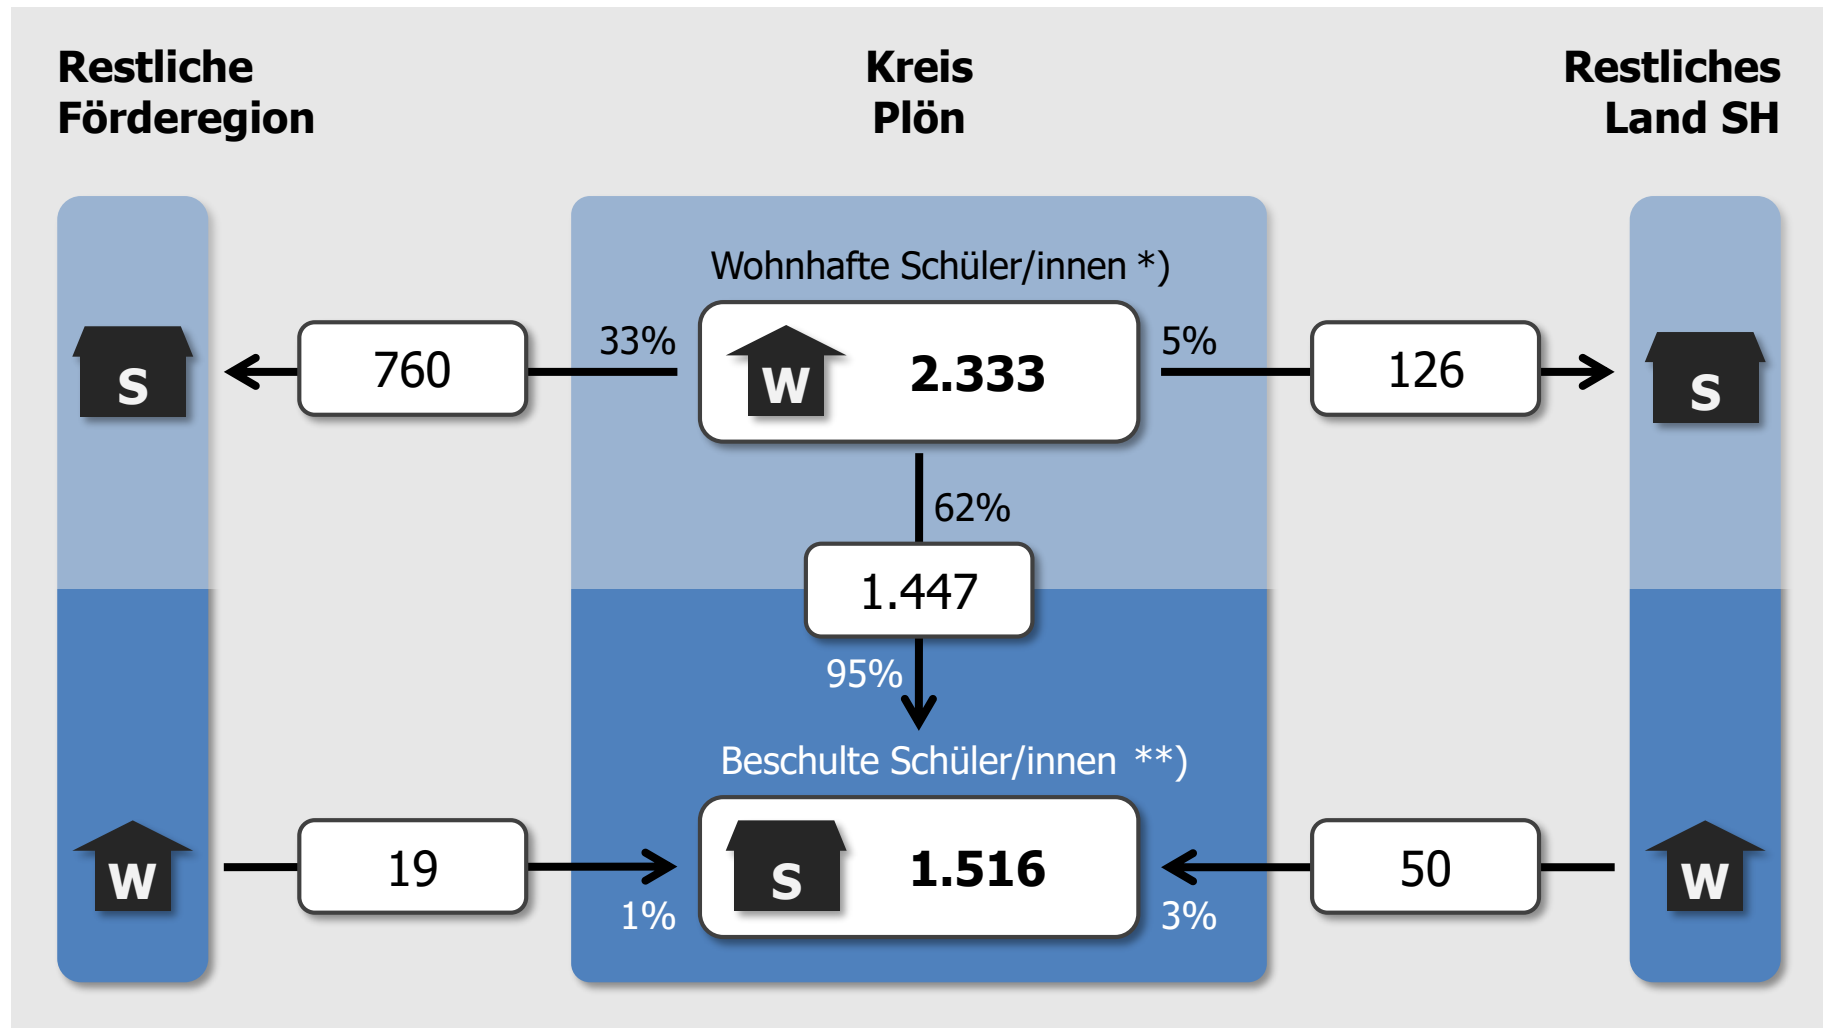 Restliche
Förderegion
Kreis
Plön
Restliches
Land SH
Wohnhafte Schüler/innen *)
S
760
33%
W
2.333
5%
126
S
62%
1.447
95%
Beschulte Schüler/innen **)
W
19
1%
S
1.516
3%
50
W